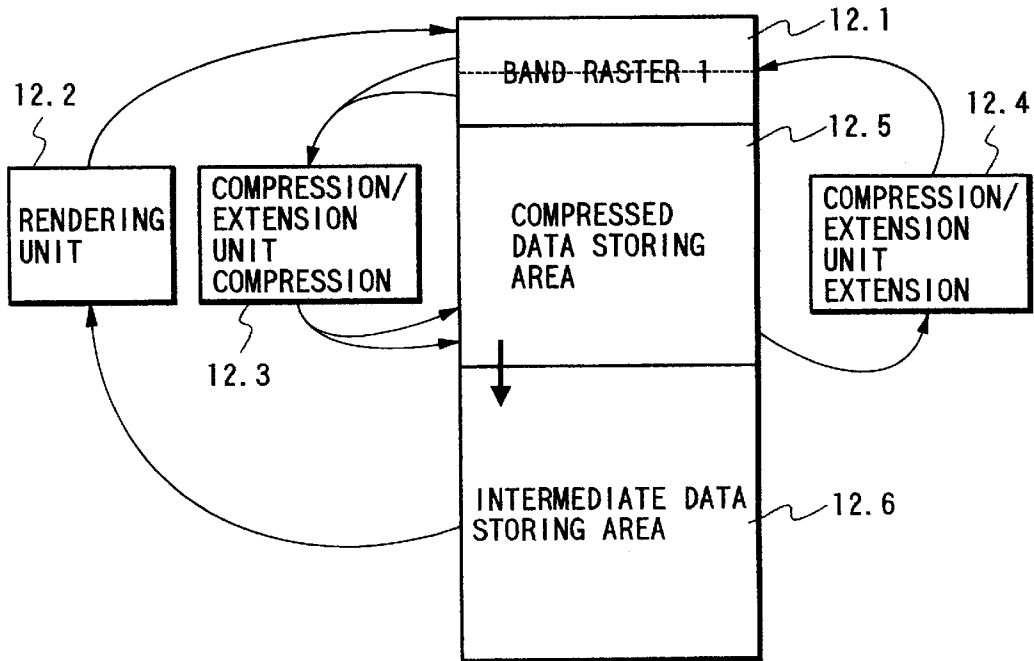 12.1
BAND RASTER 1
12.2
12.4
12.5
RENDERING
UNIT
COMPRESSION/
EXTENSION
UNIT
COMPRESSION
COMPRESSED
DATA STORING
AREA
COMPRESSION/
EXTENSION
UNIT
EXTENSION
12.3
INTERMEDIATE DATA
STORING AREA
12.6